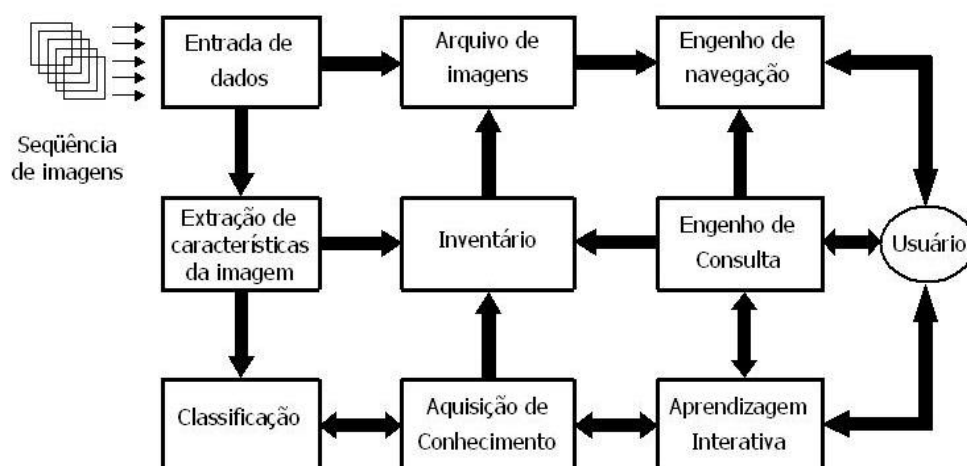 Entrada de
dados
Arquivo de
imagens
Engenho de
navegação
Seqüência
de imagens
Extração de
características
da imagem
Inventário
Engenho de
Consulta
Usuário
Classificação
Aquisição de
Conhecimento
Aprendizagem
Interativa